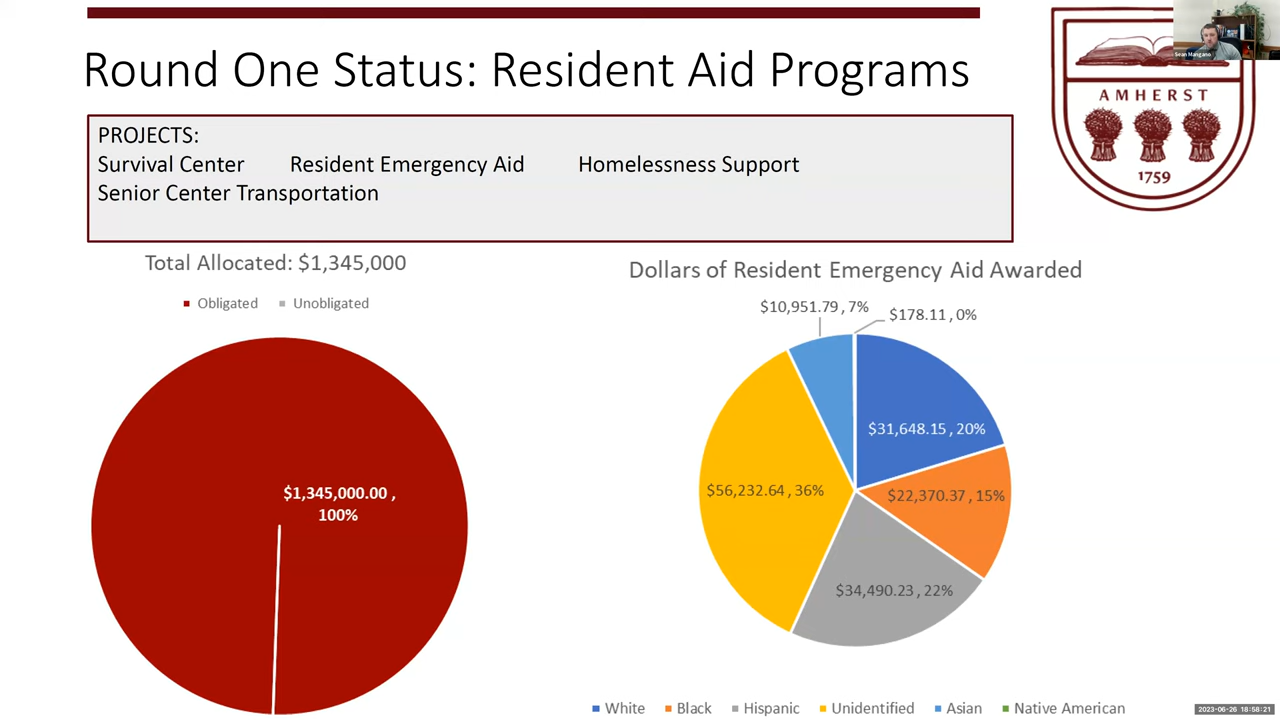 Round One Status: Resident Aid Programs
Sean Mangano
AMHERST
1759
PROJECTS:
Survival Center Resident Emergency Aid Homelessness Support
Senior Center Transportation
Total Allocated: $1,345,000
Obligated Unobligated
$1,345,000.00 ,
100%
Dollars of Resident Emergency Aid Awarded
$10,951.79 , 7%
$178.11 , 0%
$31,648.15 , 20%
$56,232.64 , 36%
$22,370.37 , 15%
$34,490.23 , 22%
White Black Hispanic Unidentified Asian Native American
2023-06-26 18:58:21